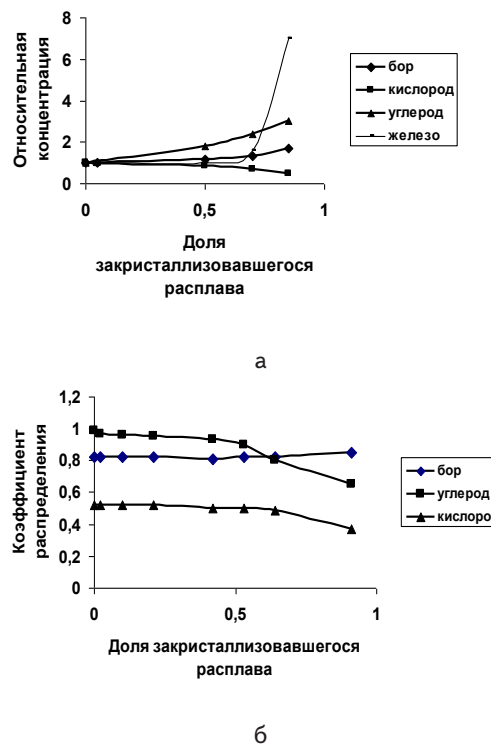 8
6
4
2
0
0
0,5
1
Относительная
концентрация
Доля
закристаллизовавшегося
расплава
бор
кислород
углерод
железо
а
1,2
1
0,8
0,6
0,4
0,2
0
0
0,5
1
Коэффициент
распределения
Доля закристаллизовавшегося
расплава
бор
углерод
кислоро
б